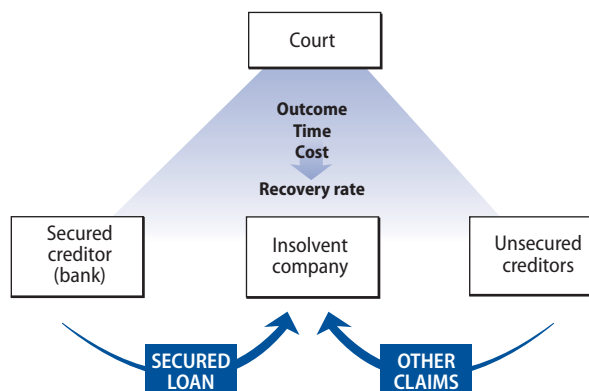 Court
Outcome
Time
Cost
Recovery rate
Secured
creditor
(bank)
Insolvent
company
Unsecured
creditors
SECURED
LOAN
OTHER
CLAIMS